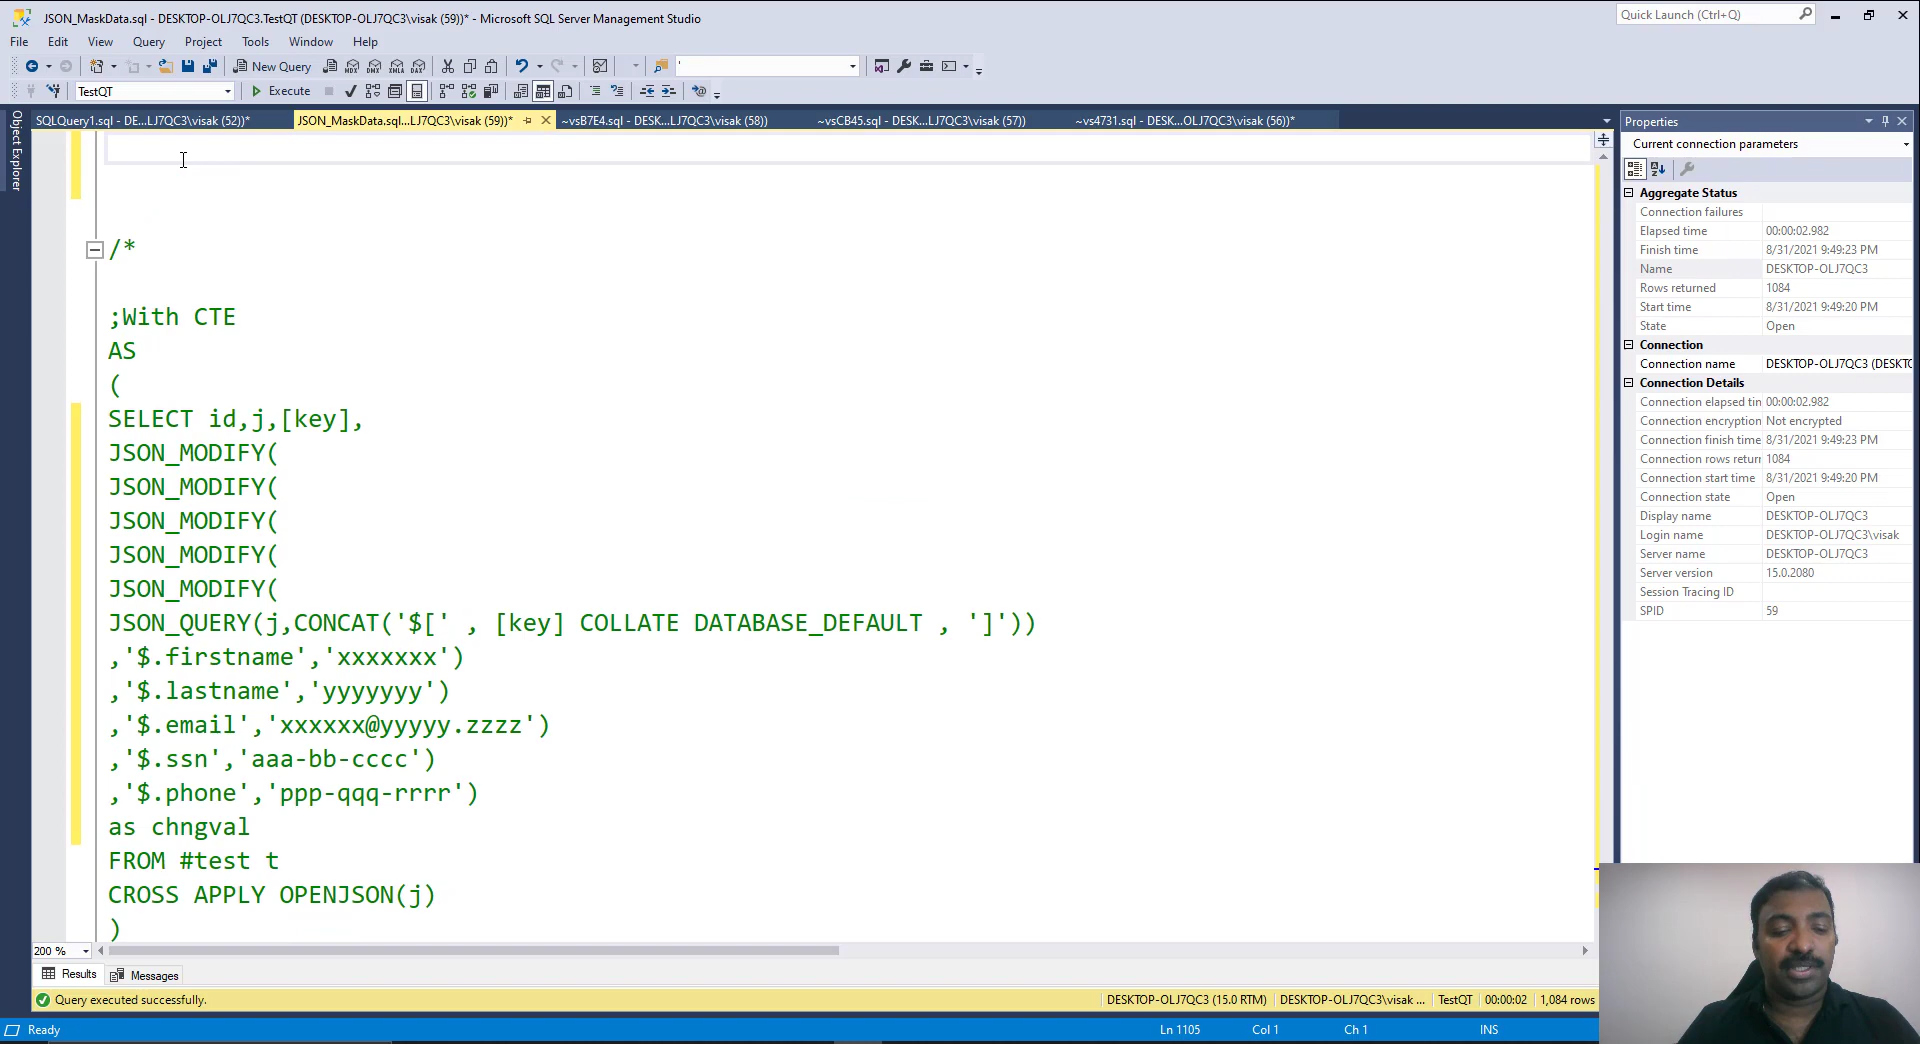 JSON_MaskData.sql - DESKTOP-OLJ7QC3.TestQT (DESKTOP-OLJ7QC3\visak (59))* - Microsoft SQL Server Management Studio
Quick Launch (Ctrl+Q)
File Edit View Query Project Tools Window Help
New Query
MDX DMX XMLA DAX
'
TestQT
Execute
SQLQuery1.sql - DE...LJ7QC3\visak (52))*
JSON_MaskData.sql...LJ7QC3\visak (59))*
~vsB7E4.sql - DESK...LJ7QC3\visak (58))
~vsCB45.sql - DESK...LJ7QC3\visak (57))
~vs4731.sql - DESK...OLJ7QC3\visak (56))*
Object Explorer
/*
;With CTE
AS
(
SELECT id,j,[key],
JSON_MODIFY(
JSON_MODIFY(
JSON_MODIFY(
JSON_MODIFY(
JSON_MODIFY(
JSON_QUERY(j,CONCAT('$[' , [key] COLLATE DATABASE_DEFAULT , ']'))
,'$.firstname','xxxxxxx')
,'$.lastname','yyyyyyy')
,'$.email','xxxxxx@yyyyy.zzzz')
,'$.ssn','aaa-bb-cccc')
,'$.phone','ppp-qqq-rrrr')
as chngval
FROM #test t
CROSS APPLY OPENJSON(j)
)
200 %
Results Messages
Query executed successfully.
DESKTOP-OLJ7QC3 (15.0 RTM)
DESKTOP-OLJ7QC3\visak ...
TestQT
00:00:02
1,084 rows
Ready
Ln 1105
Col 1
Ch 1
INS
Properties
Current connection parameters
Aggregate Status
Connection failures
Elapsed time 00:00:02.982
Finish time 8/31/2021 9:49:23 PM
Name DESKTOP-OLJ7QC3
Rows returned 1084
Start time 8/31/2021 9:49:20 PM
State Open
Connection
Connection name DESKTOP-OLJ7QC3 (DESKTO
Connection Details
Connection elapsed tin 00:00:02.982
Connection encryption Not encrypted
Connection finish time 8/31/2021 9:49:23 PM
Connection rows returr 1084
Connection start time 8/31/2021 9:49:20 PM
Connection state Open
Display name DESKTOP-OLJ7QC3
Login name DESKTOP-OLJ7QC3\visak
Server name DESKTOP-OLJ7QC3
Server version 15.0.2080
Session Tracing ID
SPID 59